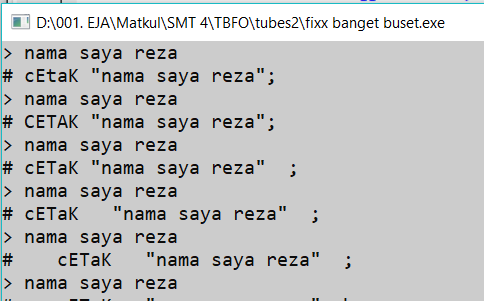 D:\001. EJA\Matkul\SMT 4\TBFO\tubes2\fixx banget buset.exe
> nama saya reza
# cEtaK "nama saya reza";
> nama saya reza
# CETAK "nama saya reza";
> nama saya reza
# cETaK "nama saya reza"  ;
> nama saya reza
# cETaK   "nama saya reza"  ;
> nama saya reza
#    cETaK   "nama saya reza"  ;
> nama saya reza